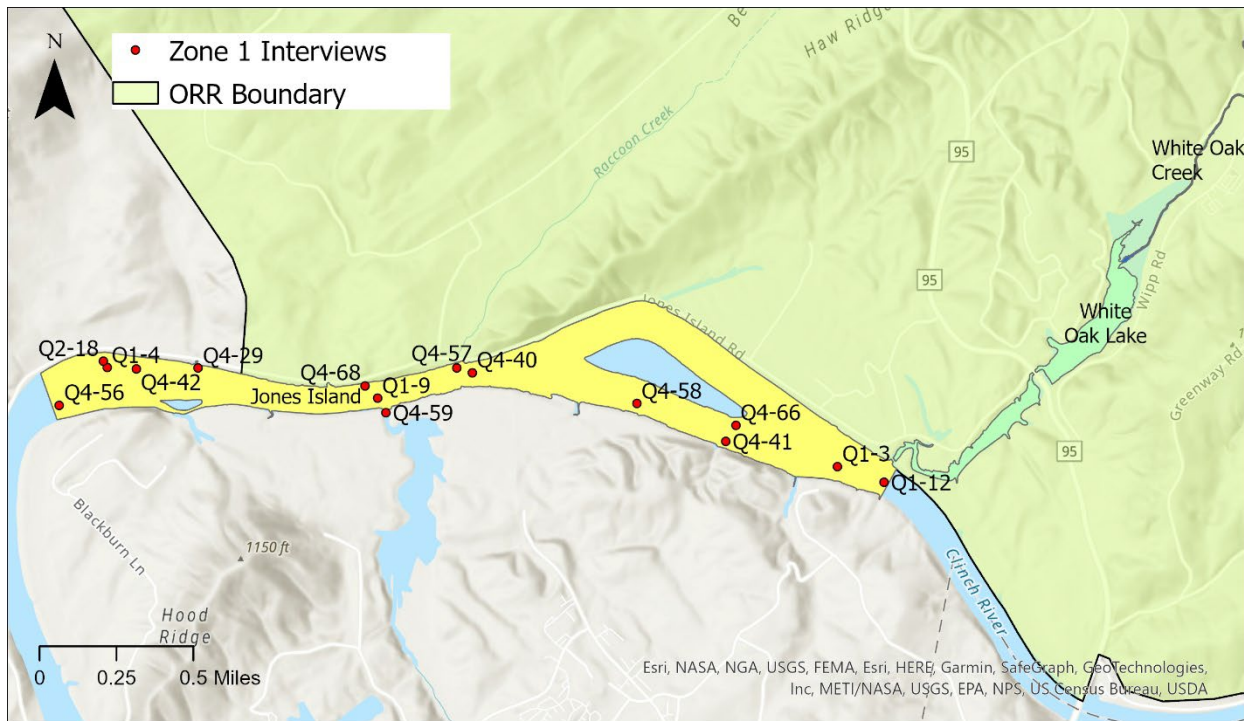 N
Zone 1 Interviews
ORR Boundary
Haw Ridge
Raccoon Creek
95
White Oak
Creek
95
Wipp Rd
White
Oak Lake
Greenway Rd
95
Jones Island Rd
Q2-18
Q1-4
Q4-29
Q4-42
Q4-56
Q4-68
Q1-9
Jones Island
Q4-59
Q4-57
Q4-40
Q4-58
Q4-66
Q4-41
Q1-3
Q1-12
Clinch River
Blackburn Ln
1150 ft
Hood
Ridge
0 0.25 0.5 Miles
Esri, NASA, NGA, USGS, FEMA, Esri, HERE, Garmin, SafeGraph, GeoTechnologies,
Inc, METI/NASA, USGS, EPA, NPS, US Census Bureau, USDA